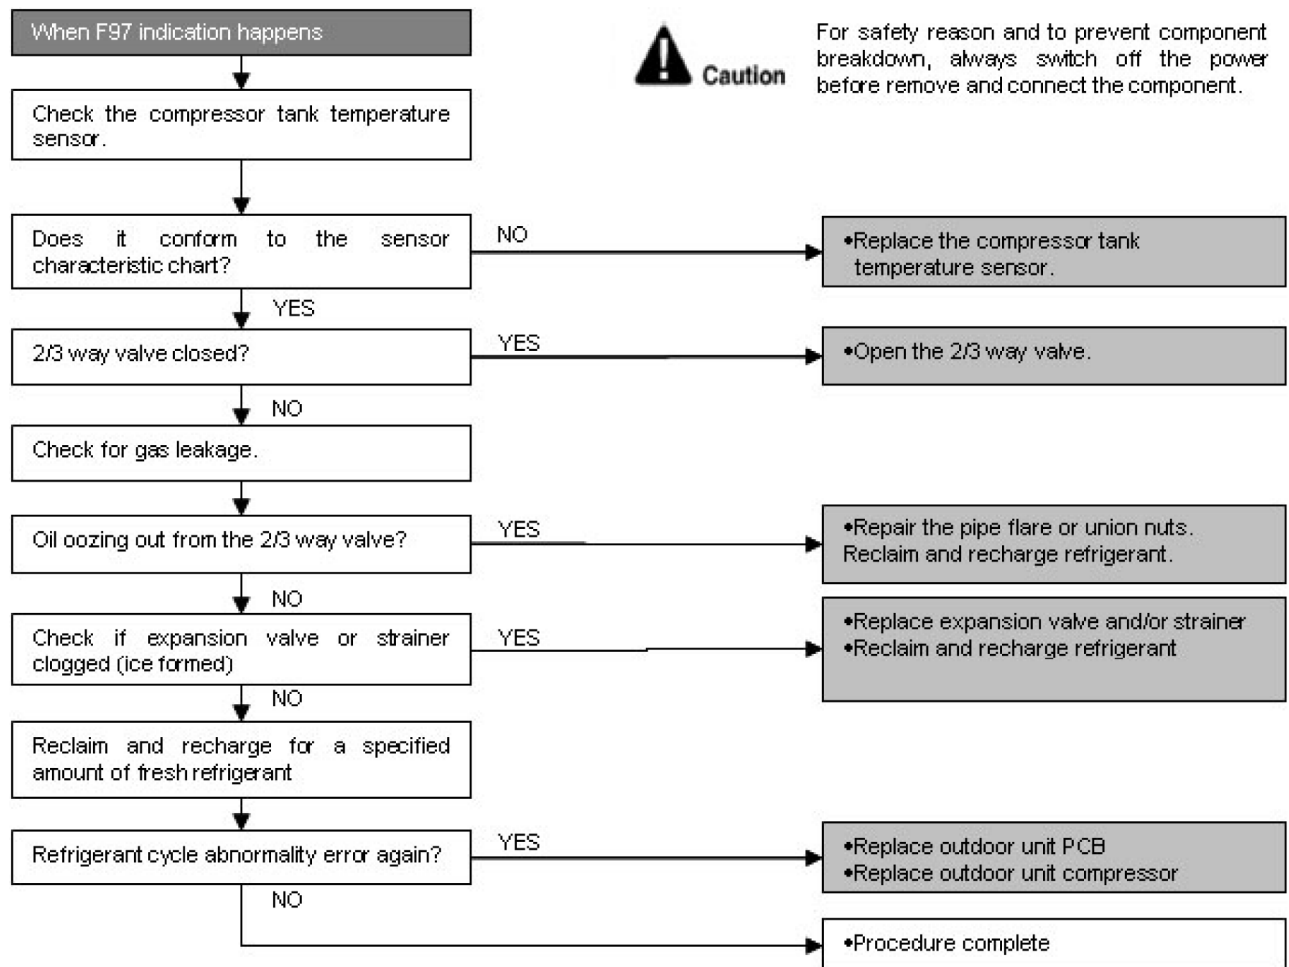 When F97 indication happens
Caution
For safety reason and to prevent component
breakdown, always switch off the power
before remove and connect the component.
Check the compressor tank temperature
sensor.
Does it conform to the sensor
characteristic chart?
NO
•Replace the compressor tank
temperature sensor.
YES
2/3 way valve closed?
YES
•Open the 2/3 way valve.
NO
Check for gas leakage.
Oil oozing out from the 2/3 way valve?
YES
•Repair the pipe flare or union nuts.
Reclaim and recharge refrigerant.
NO
Check if expansion valve or strainer
clogged (ice formed)
YES
•Replace expansion valve and/or strainer
•Reclaim and recharge refrigerant
NO
Reclaim and recharge for a specified
amount of fresh refrigerant
Refrigerant cycle abnormality error again?
YES
•Replace outdoor unit PCB
•Replace outdoor unit compressor
NO
•Procedure complete